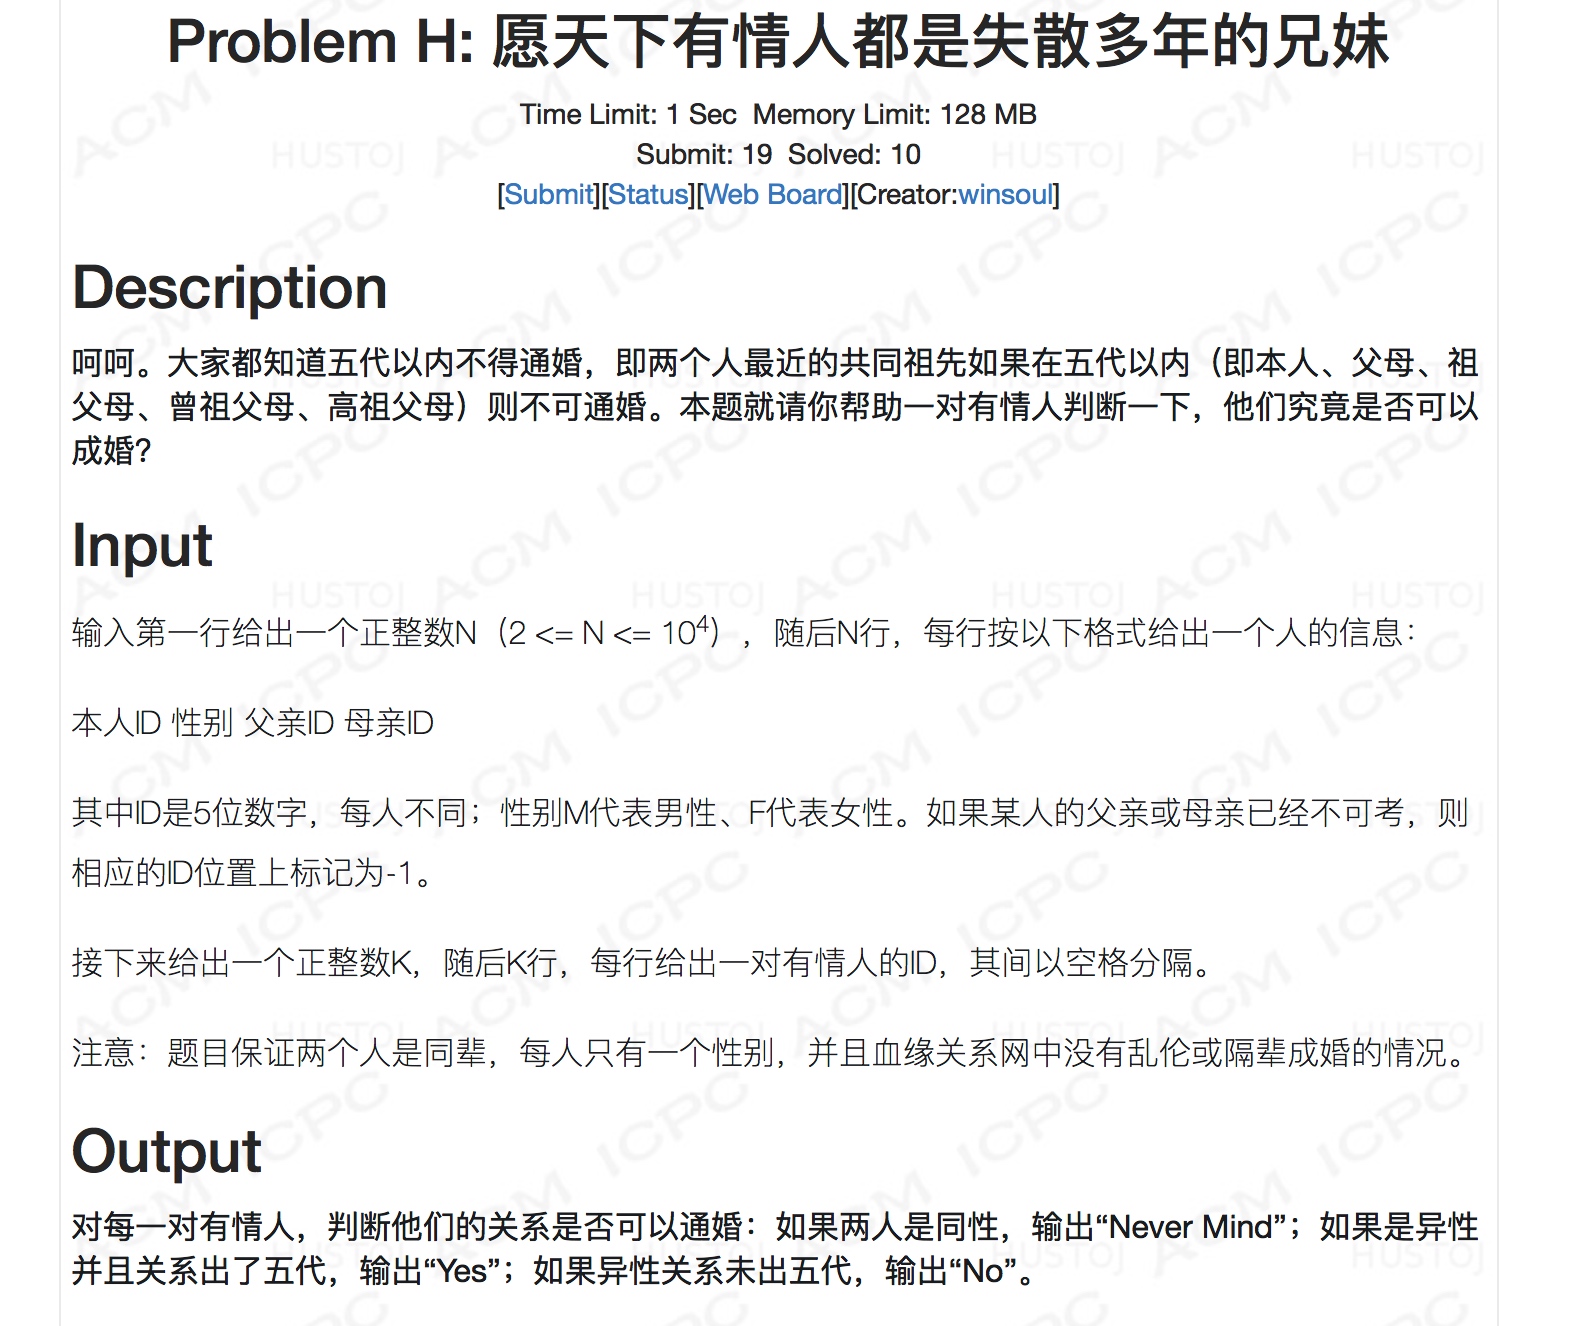 Problem H: 愿天下有情人都是失散多年的兄妹
Time Limit: 1 Sec  Memory Limit: 128 MB
Submit: 19  Solved: 10
[Submit][Status][Web Board][Creator:winsoul]
Description
呵呵。大家都知道五代以内不得通婚，即两个人最近的共同祖先如果在五代以内（即本人、父母、祖
父母、曾祖父母、高祖父母）则不可通婚。本题就请你帮助一对有情人判断一下，他们究竟是否可以
成婚？
Input
输入第一行给出一个正整数N（2 <= N <= 10⁴），随后N行，每行按以下格式给出一个人的信息：
本人ID 性别 父亲ID 母亲ID
其中ID是5位数字，每人不同；性别M代表男性、F代表女性。如果某人的父亲或母亲已经不可考，则
相应的ID位置上标记为-1。
接下来给出一个正整数K，随后K行，每行给出一对有情人的ID，其间以空格分隔。
注意：题目保证两个人是同辈，每人只有一个性别，并且血缘关系网中没有乱伦或隔辈成婚的情况。
Output
对每一对有情人，判断他们的关系是否可以通婚：如果两人是同性，输出“Never Mind”；如果是异性
并且关系出了五代，输出“Yes”；如果异性关系未出五代，输出“No”。